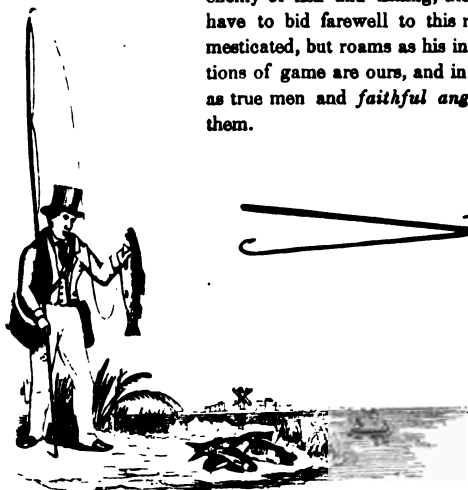 have to bid farewell to this
mesticated, but roams as his in
tions of game are ours, and in
as true men and faithful ang
them.